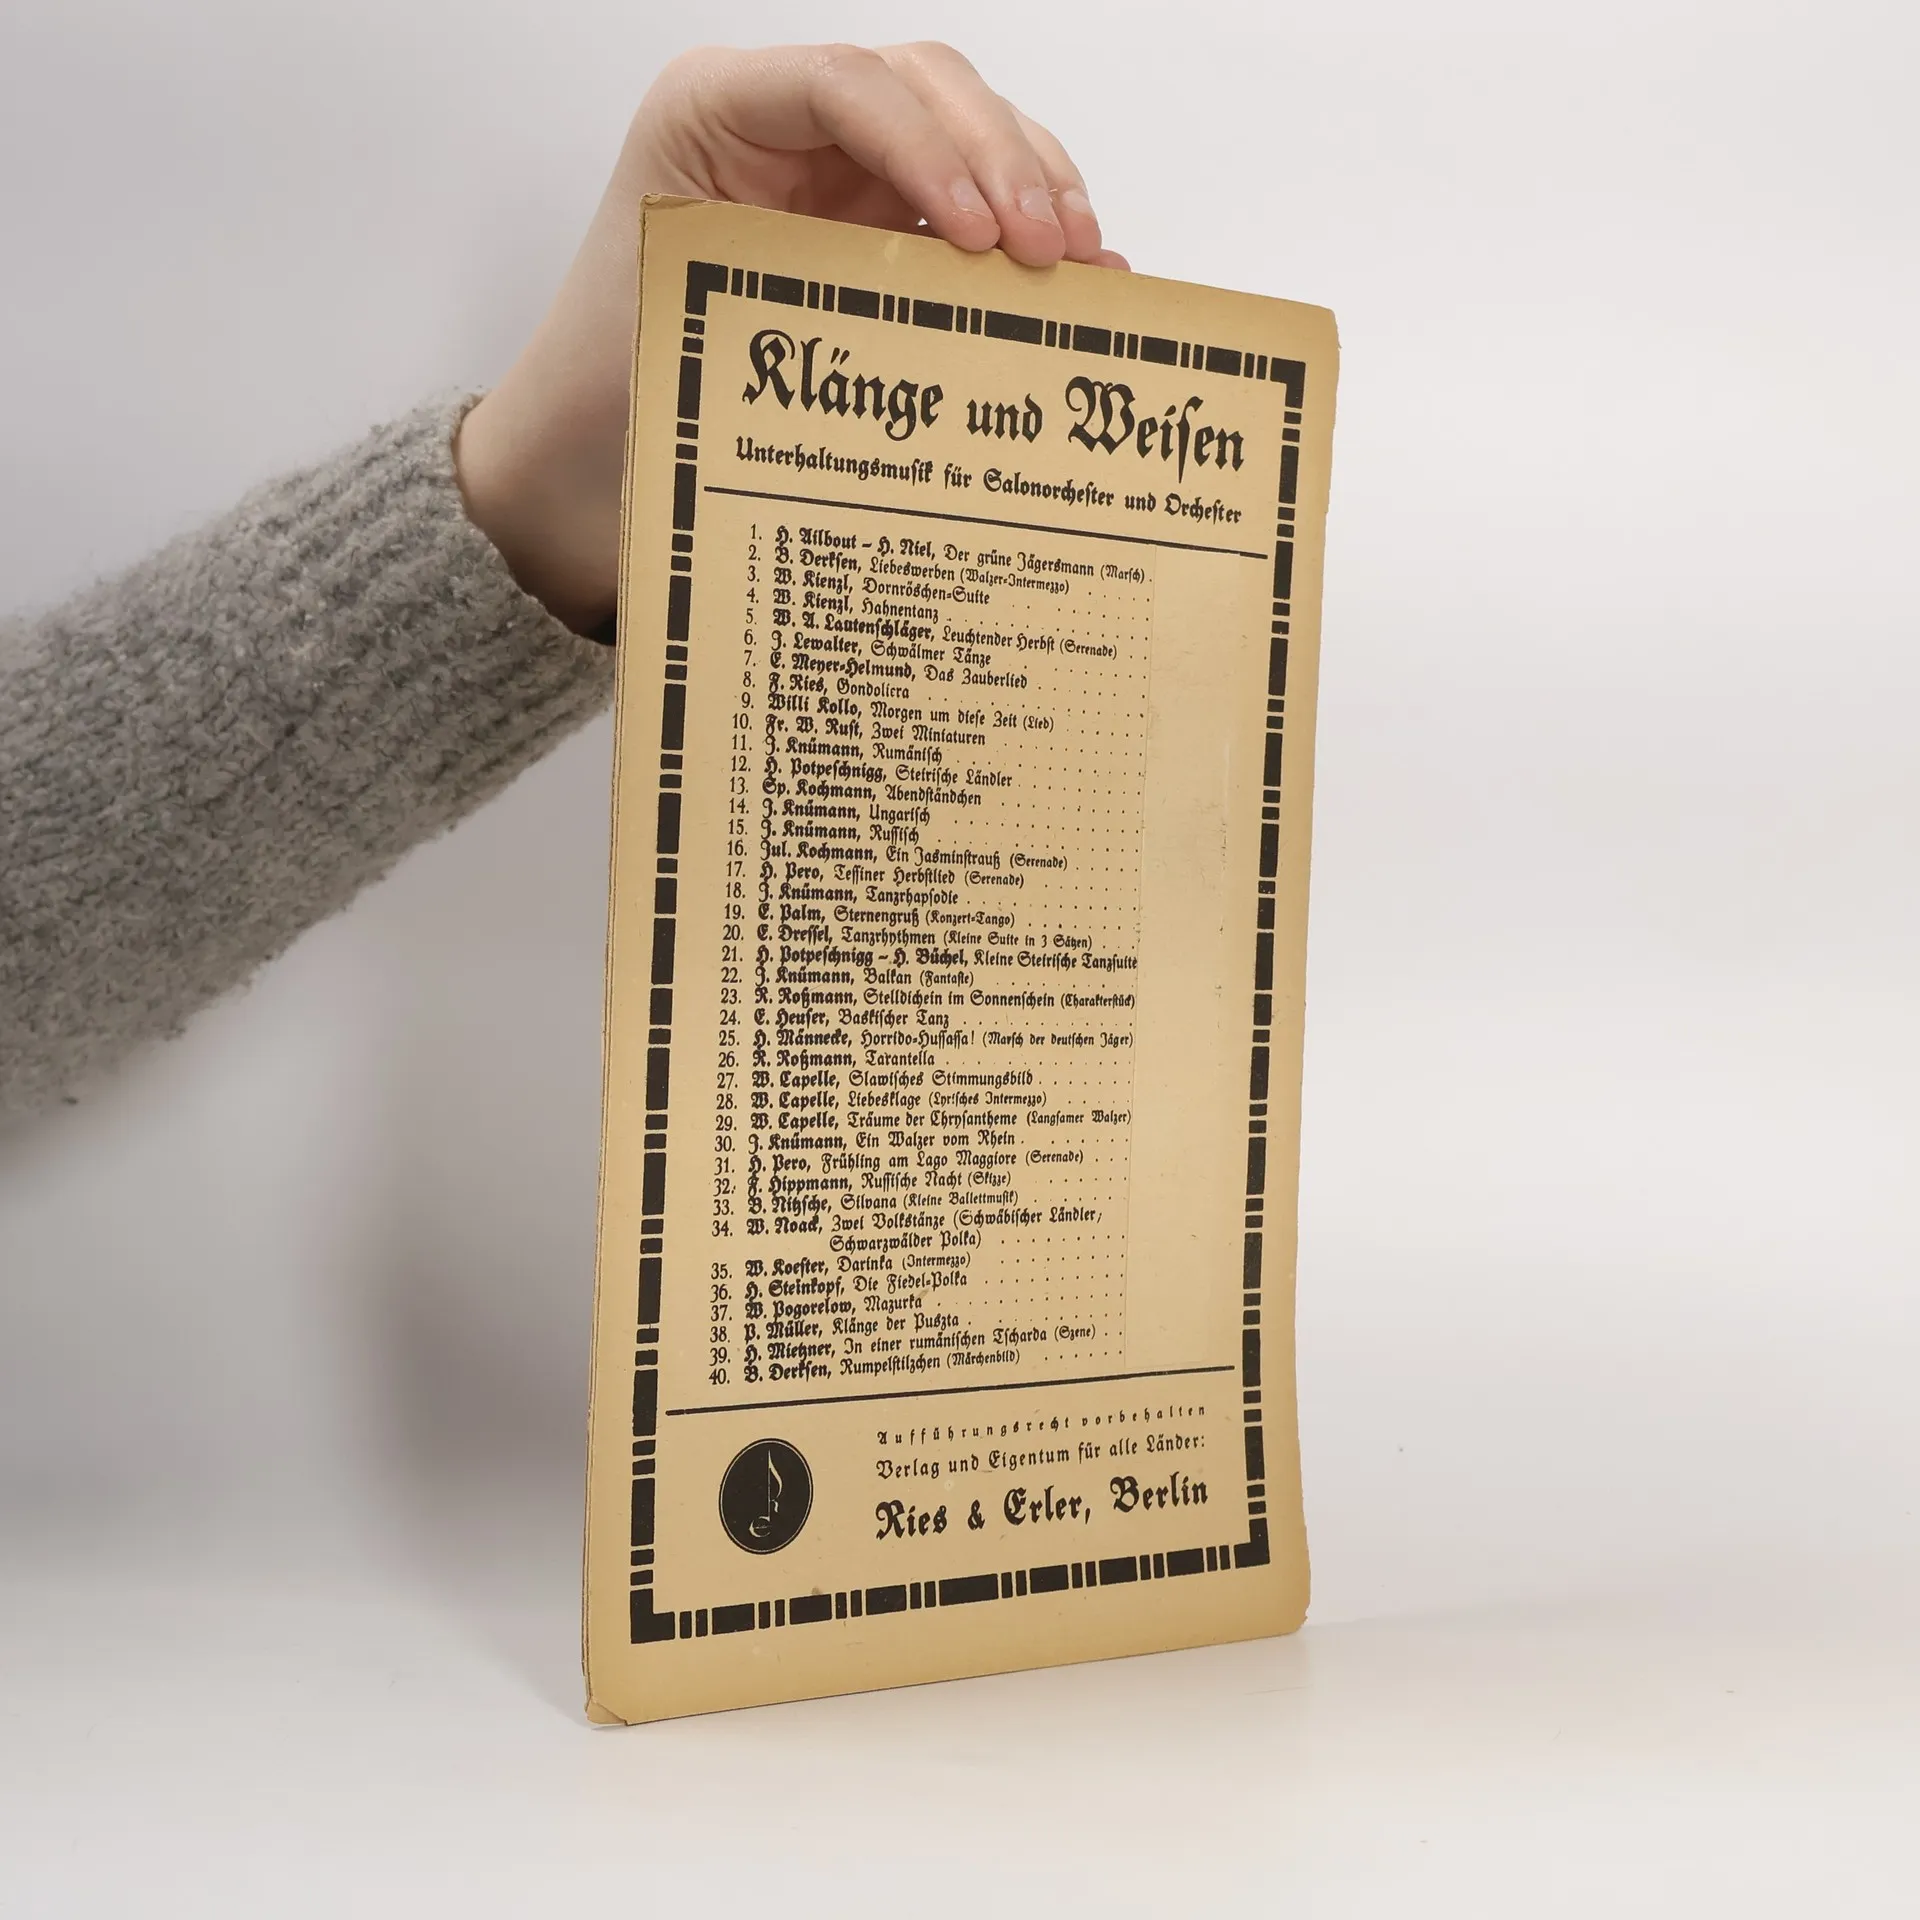 Klänge und Weisen
Unterhaltungsmusik für Salonorchester und Orchester
1. H. Ailbout – H. Niel, Der grüne Jägersmann (Marsch) .
2. B. Derksen, Liebeswerben (Walzer-Intermezzo)
3. W. Kienzl, Dornröschen-Suite
4. W. Kienzl, Hahnentanz
5. W. A. Lautenschläger, Leuchtender Herbst (Serenade)
6. J. Lewalter, Schwälmer Tänze
7. E. Meyer-Helmund, Das Zauberlied
8. F. Ries, Gondoliera
9. Willi Kollo, Morgen um diese Zeit (Lied)
10. Fr. W. Rust, Zwei Miniaturen
11. J. Knümann, Rumänisch
12. H. Potpeschnigg, Steirische Ländler
13. Sp. Kochmann, Abendständchen
14. J. Knümann, Ungarisch
15. J. Knümann, Russisch
16. Jul. Kochmann, Ein Jasminstrauß (Serenade)
17. H. Pero, Tessiner Herbstlied (Serenade)
18. J. Knümann, Tanzrhapsodie
19. E. Palm, Sternengruß (Konzert-Tango)
20. E. Dressel, Tanzrhythmen (Kleine Suite in 3 Sätzen)
21. H. Potpeschnigg – H. Büchel, Kleine Steirische Tanzsuite
22. J. Knümann, Balkan (Fantasie)
23. R. Roßmann, Stelldichein im Sonnenschein (Charakterstück)
24. E. Heuser, Baskischer Tanz
25. H. Männecke, Horrido-Hussassa! (Marsch der deutschen Jäger)
26. R. Roßmann, Tarantella
27. W. Capelle, Slawisches Stimmungsbild
28. W. Capelle, Liebesklage (Lyrisches Intermezzo)
29. W. Capelle, Träume der Chrysantheme (Langsamer Walzer)
30. J. Knümann, Ein Walzer vom Rhein
31. H. Pero, Frühling am Lago Maggiore (Serenade)
32. F. Hippmann, Russische Nacht (Skizze)
33. B. Nitzsche, Silvana (Kleine Ballettmusik)
34. W. Noack, Zwei Volkstänze (Schwäbischer Ländler,
Schwarzwälder Polka)
35. W. Koester, Darinka (Intermezzo)
36. H. Steinkopf, Die Fiedel-Polka
37. W. Pogorelow, Mazurka
38. P. Müller, Klänge der Puszta
39. H. Mietzner, In einer rumänischen Tscharda (Szene)
40. B. Derksen, Rumpelstilzchen (Märchenbild)
Aufführungsrecht vorbehalten
Verlag und Eigentum für alle Länder:
Ries & Erler, Berlin